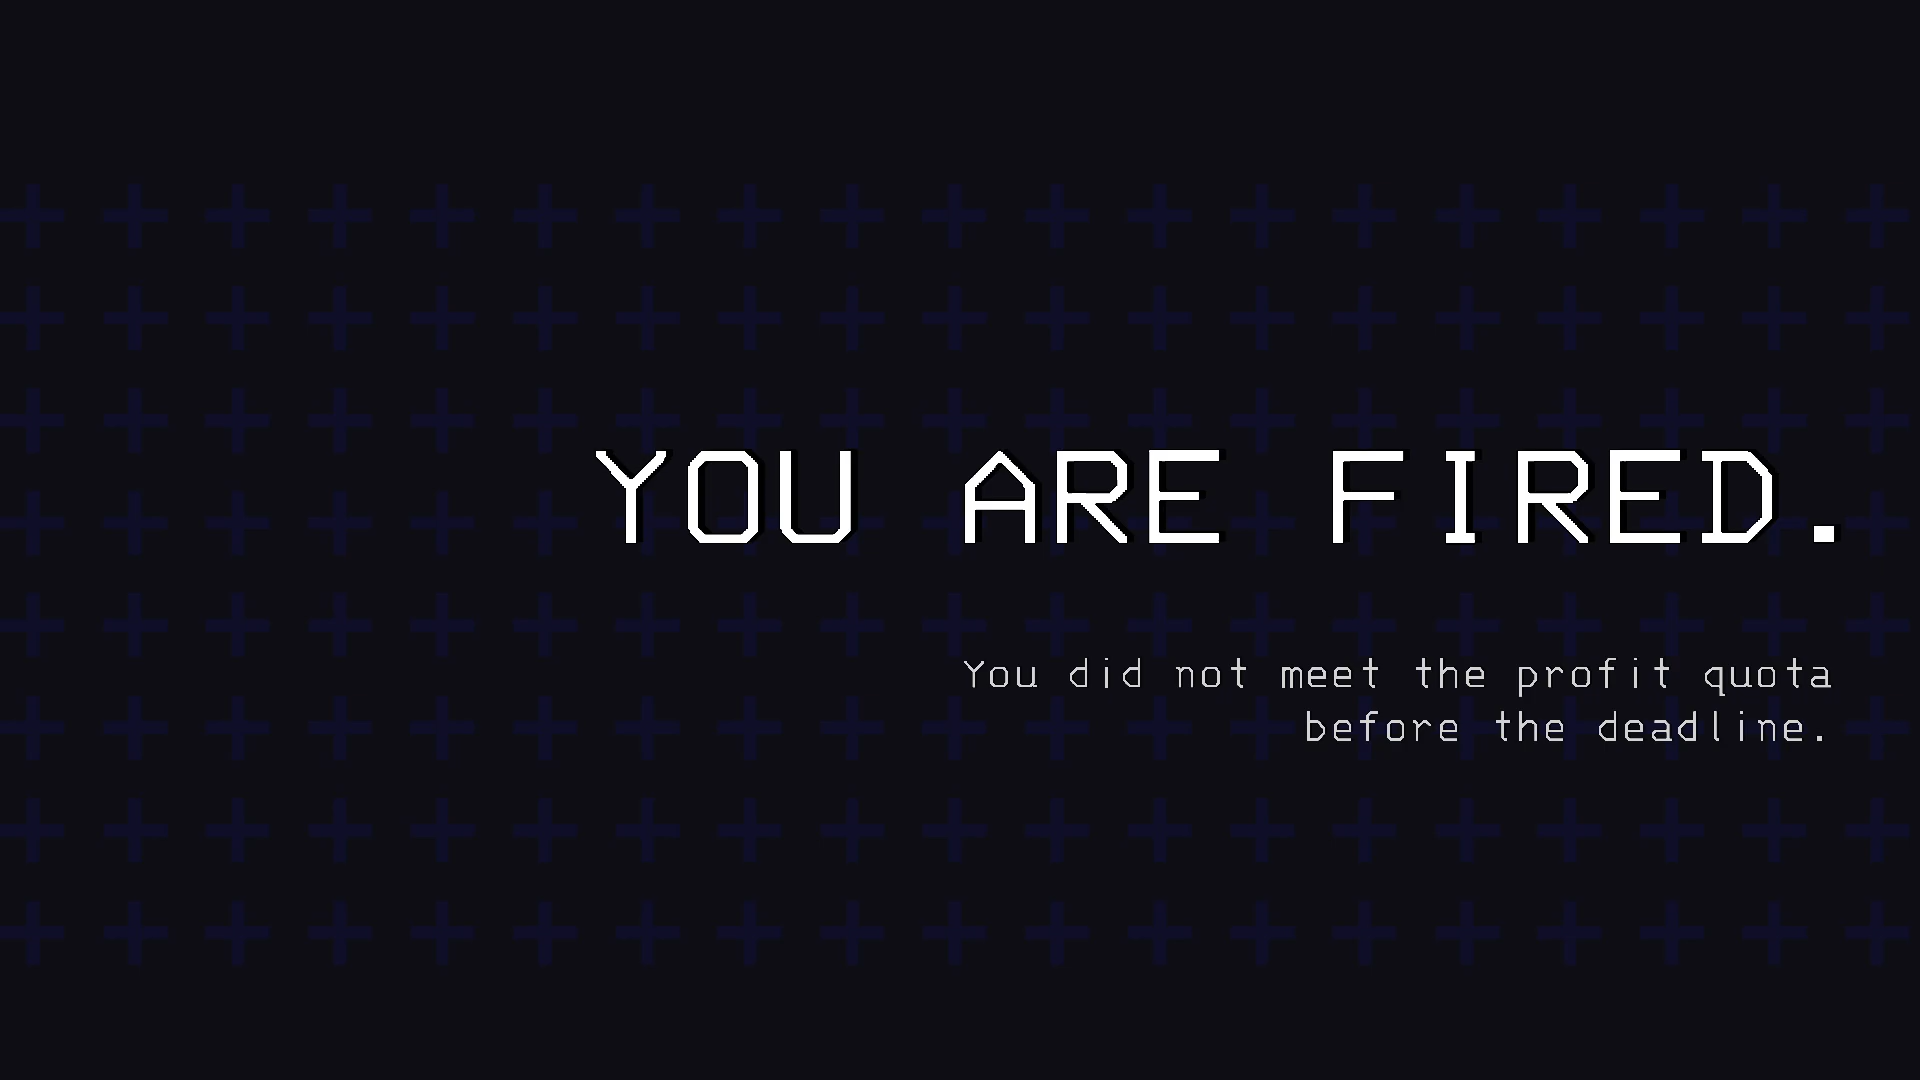 YOU ARE FIRED.
You did not meet the profit quota
before the deadline.